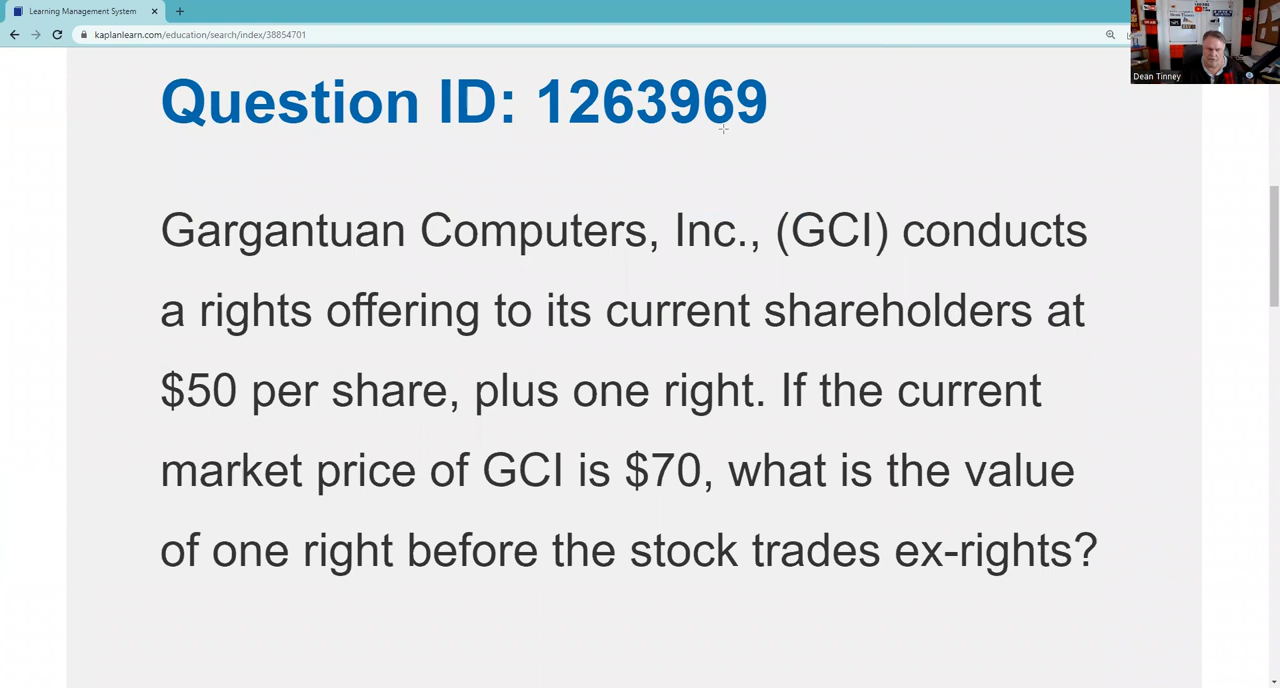 Learning Management System
kaplanlearn.com/education/search/index/38854701
Dean Tinney
Question ID: 1263969
Gargantuan Computers, Inc., (GCI) conducts
a rights offering to its current shareholders at
$50 per share, plus one right. If the current
market price of GCI is $70, what is the value
of one right before the stock trades ex-rights?